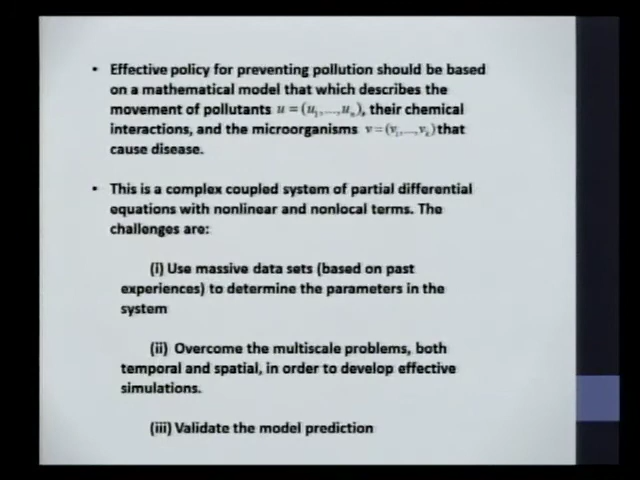 • Effective policy for preventing pollution should be based
on a mathematical model that which describes the
movement of pollutants u = (u₁,...,uₙ), their chemical
interactions, and the microorganisms v = (v₁,...,vₖ) that
cause disease.
• This is a complex coupled system of partial differential
equations with nonlinear and nonlocal terms. The
challenges are:
(i) Use massive data sets (based on past
experiences) to determine the parameters in the
system
(ii) Overcome the multiscale problems, both
temporal and spatial, in order to develop effective
simulations.
(iii) Validate the model prediction